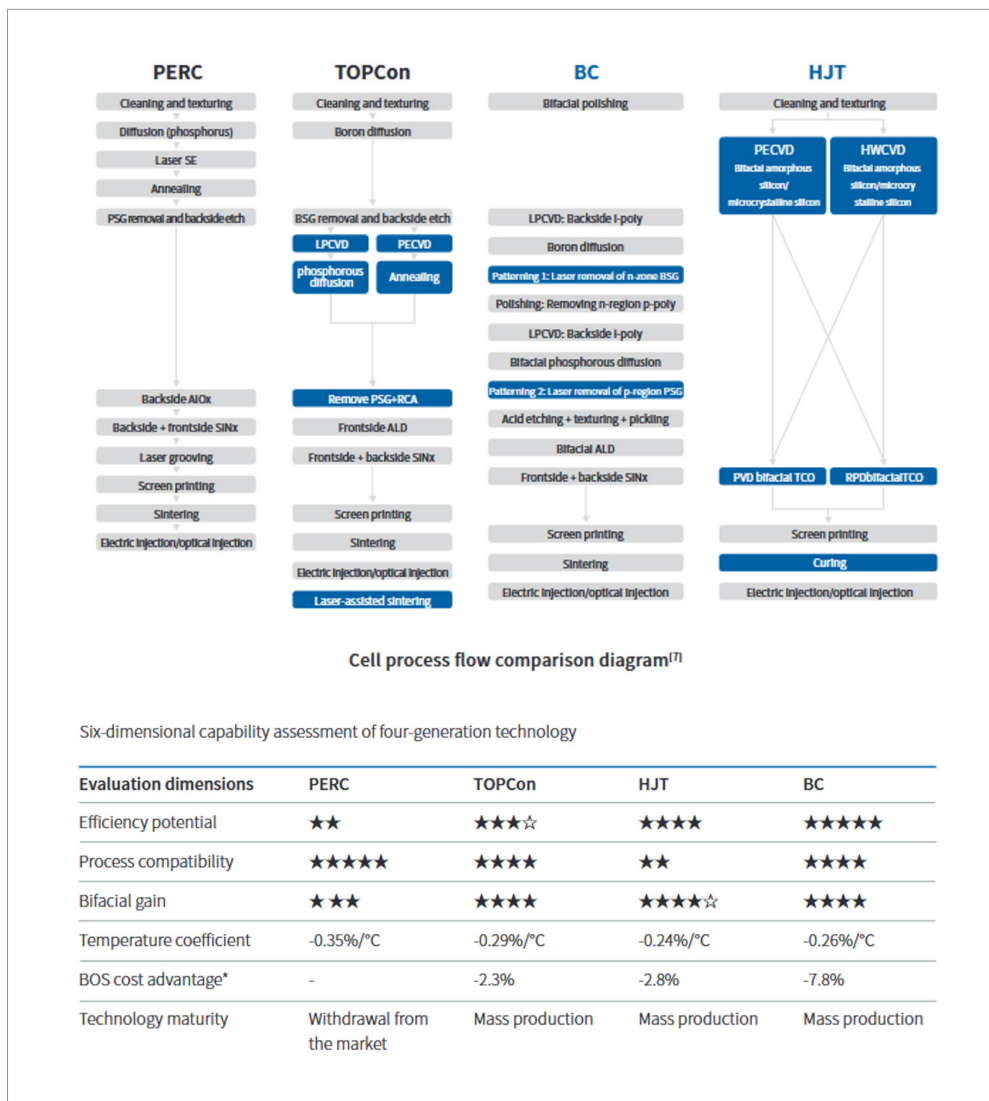 PERC
Cleaning and texturing
Diffusion (phosphorus)
Laser SE
Annealing
PSG removal and backside etch
Backside AlOx
Backside + frontside SiNx
Laser grooving
Screen printing
Sintering
Electric injection/optical injection
TOPCon
Cleaning and texturing
Boron diffusion
BSG removal and backside etch
LPCVD
PECVD
phosphorous
diffusion
Annealing
Remove PSG+RCA
Frontside ALD
Frontside + backside SiNx
Screen printing
Sintering
Electric injection/optical injection
Laser-assisted sintering
BC
Bifacial polishing
LPCVD: Backside I-poly
Boron diffusion
Patterning 1: Laser removal of n-zone BSG
Polishing: Removing n-region p-poly
LPCVD: Backside I-poly
Bifacial phosphorous diffusion
Patterning 2: Laser removal of p-region PSG
Acid etching + texturing + pickling
Bifacial ALD
Frontside + backside SiNx
Screen printing
Sintering
Electric injection/optical injection
HJT
Cleaning and texturing
PECVD
Bifacial amorphous
silicon/
microcrystalline silicon
HWCVD
Bifacial amorphous
silicon/microcry
stalline silicon
PVD bifacial TCO
RPDbifacialTCO
Screen printing
Curing
Electric injection/optical injection
Cell process flow comparison diagram[7]
Six-dimensional capability assessment of four-generation technology
Evaluation dimensions PERC TOPCon HJT BC
Efficiency potential ★★ ★★★☆ ★★★★ ★★★★★
Process compatibility ★★★★★ ★★★★ ★★ ★★★★
Bifacial gain ★ ★★ ★★★★ ★★★★☆ ★★★★
Temperature coefficient -0.35%/°C -0.29%/°C -0.24%/°C -0.26%/°C
BOS cost advantage* - -2.3% -2.8% -7.8%
Technology maturity Withdrawal from Mass production Mass production Mass production
the market